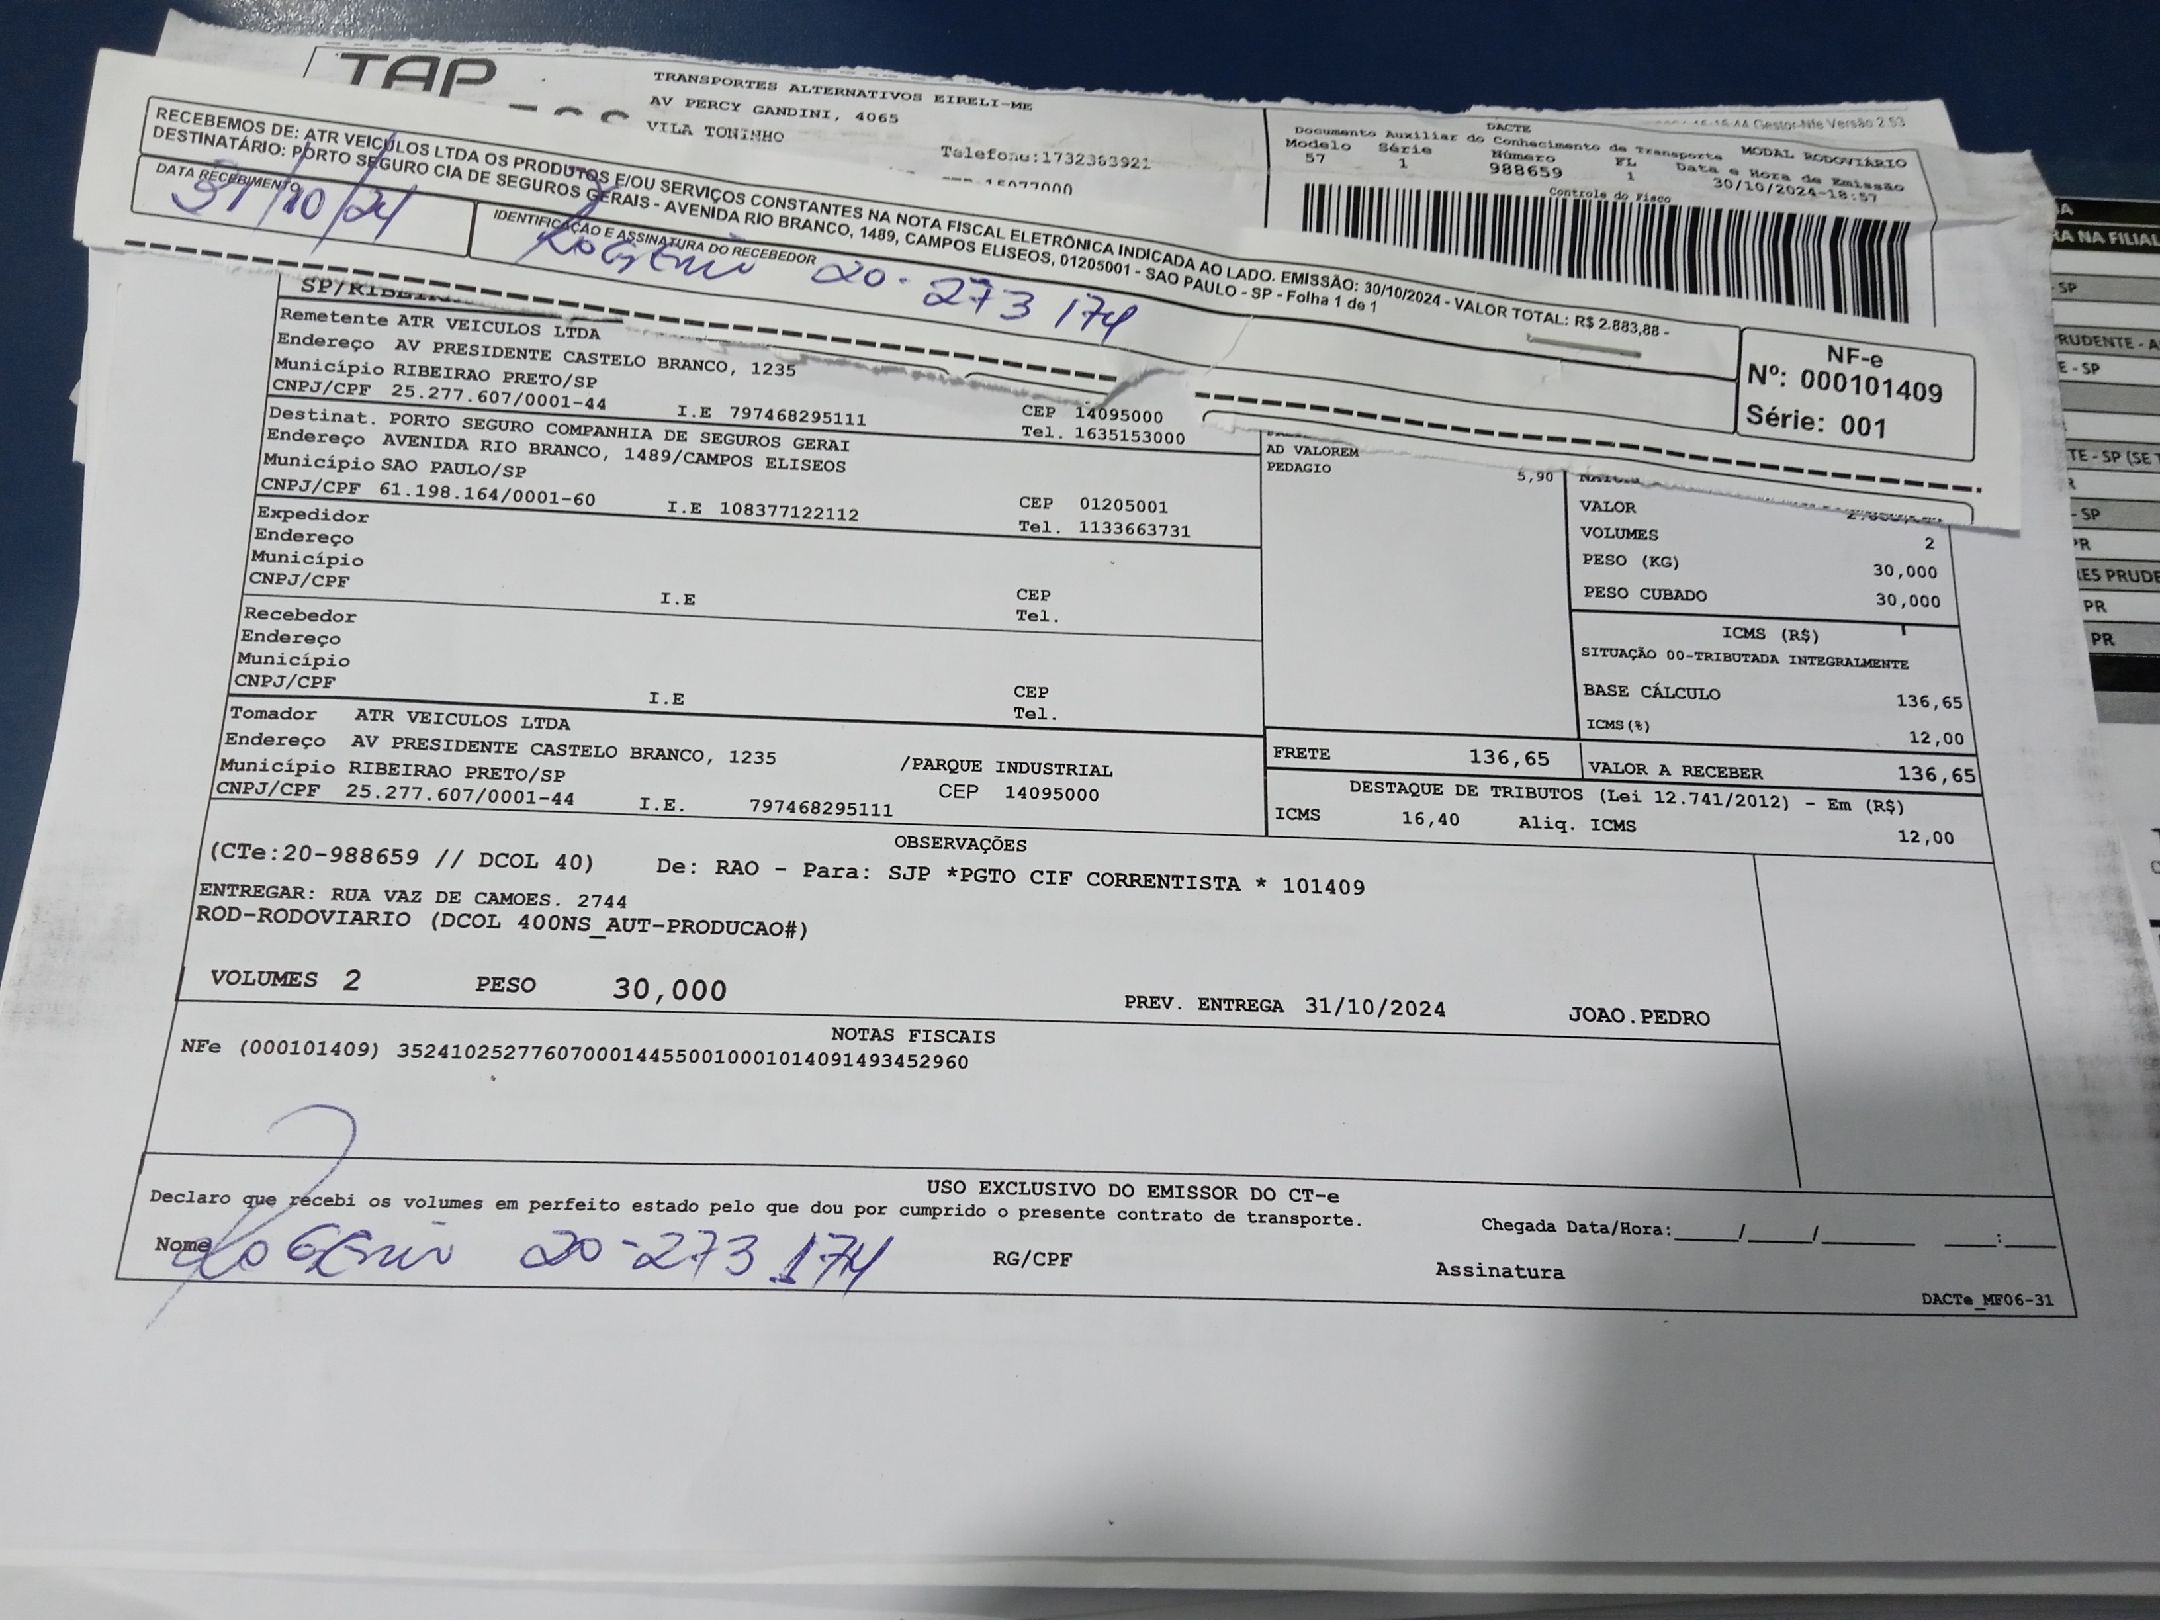 TAP
TRANSPORTES ALTERNATIVOS EIRELI-ME
AV PERCY GANDINI, 4065
VILA TONINHO
Telefone:1732363921
Gestor-Nfe Versão 2.53
DACTE
MODAL RODOVIÁRIO
Documento Auxiliar do Conhecimento de Transporte
Modelo Série Número FL Data e Hora de Emissão
57 1 988659 1 30/10/2024-18:57
Controle do Fisco
RECEBEMOS DE: ATR VEICULOS LTDA OS PRODUTOS E/OU SERVIÇOS CONSTANTES NA NOTA FISCAL ELETRÔNICA INDICADA AO LADO. EMISSÃO: 30/10/2024 - VALOR TOTAL: R$ 2.883,88 -
DESTINATÁRIO: PORTO SEGURO CIA DE SEGUROS GERAIS - AVENIDA RIO BRANCO, 1489, CAMPOS ELISEOS, 01205001 - SAO PAULO - SP - Folha 1 de 1
DATA RECEBIMENTO
31/10/24
IDENTIFICAÇÃO E ASSINATURA DO RECEBEDOR
Rogério 20-273 174
NF-e
Nº: 000101409
Série: 001
Remetente ATR VEICULOS LTDA
Endereço AV PRESIDENTE CASTELO BRANCO, 1235
Município RIBEIRAO PRETO/SP CEP 14095000
CNPJ/CPF 25.277.607/0001-44 I.E 797468295111 Tel. 1635153000
Destinat. PORTO SEGURO COMPANHIA DE SEGUROS GERAI
Endereço AVENIDA RIO BRANCO, 1489/CAMPOS ELISEOS
Município SAO PAULO/SP CEP 01205001
CNPJ/CPF 61.198.164/0001-60 I.E 108377122112 Tel. 1133663731
Expedidor
Endereço
Município CEP
CNPJ/CPF I.E Tel.
Recebedor
Endereço
Município CEP
CNPJ/CPF I.E Tel.
Tomador ATR VEICULOS LTDA
Endereço AV PRESIDENTE CASTELO BRANCO, 1235 /PARQUE INDUSTRIAL
Município RIBEIRAO PRETO/SP CEP 14095000
CNPJ/CPF 25.277.607/0001-44 I.E. 797468295111
AD VALOREM
PEDAGIO 5,90
VALOR
VOLUMES 2
PESO (KG) 30,000
PESO CUBADO 30,000
ICMS (R$)
SITUAÇÃO 00-TRIBUTADA INTEGRALMENTE
BASE CÁLCULO 136,65
ICMS(%) 12,00
FRETE 136,65 VALOR A RECEBER 136,65
DESTAQUE DE TRIBUTOS (Lei 12.741/2012) - Em (R$)
ICMS 16,40 Aliq. ICMS 12,00
OBSERVAÇÕES
(CTe:20-988659 // DCOL 40) De: RAO - Para: SJP *PGTO CIF CORRENTISTA * 101409
ENTREGAR: RUA VAZ DE CAMOES. 2744
ROD-RODOVIARIO (DCOL 400NS_AUT-PRODUCAO#)
VOLUMES 2 PESO 30,000 PREV. ENTREGA 31/10/2024 JOAO.PEDRO
NOTAS FISCAIS
NFe (000101409) 35241025277607000144550010001014091493452960
USO EXCLUSIVO DO EMISSOR DO CT-e
Declaro que recebi os volumes em perfeito estado pelo que dou por cumprido o presente contrato de transporte.
Chegada Data/Hora:____/____/______ ___:___
Nome Rogério 20-273 174 RG/CPF Assinatura
DACTe_MF06-31